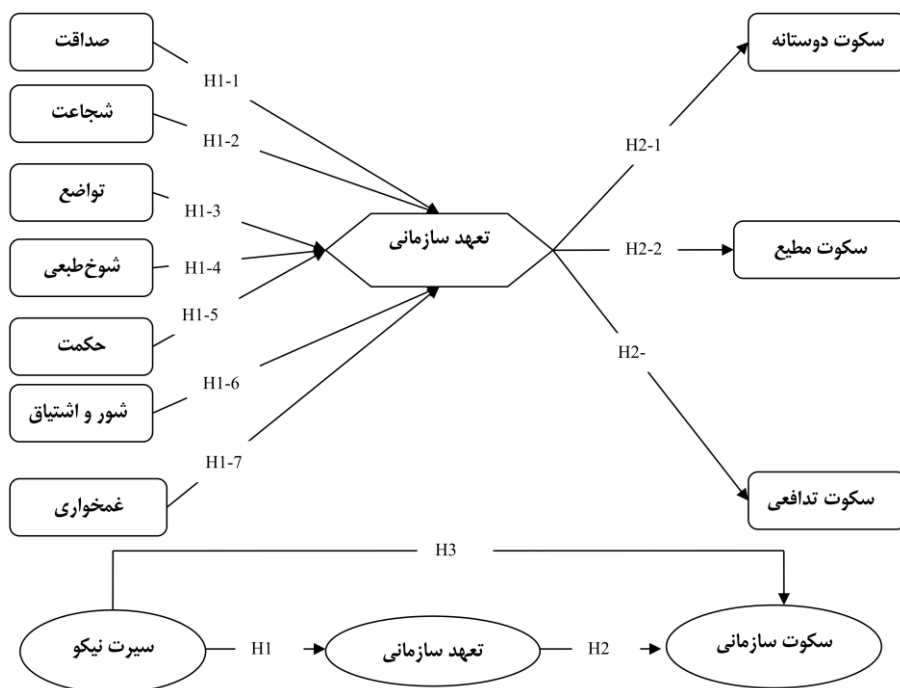 صداقت
سکوت دوستانه
H1-1
شجاعت
H1-2
H2-1
تواضع
H1-3
تعهد سازمانی
H2-2
سکوت مطیع
شوخ‌طبعی
H1-4
H1-5
حکمت
H2-
H1-6
شور و اشتیاق
H1-7
غمخواری
سکوت تدافعی
H3
سیرت نیکو
H1
تعهد سازمانی
H2
سکوت سازمانی